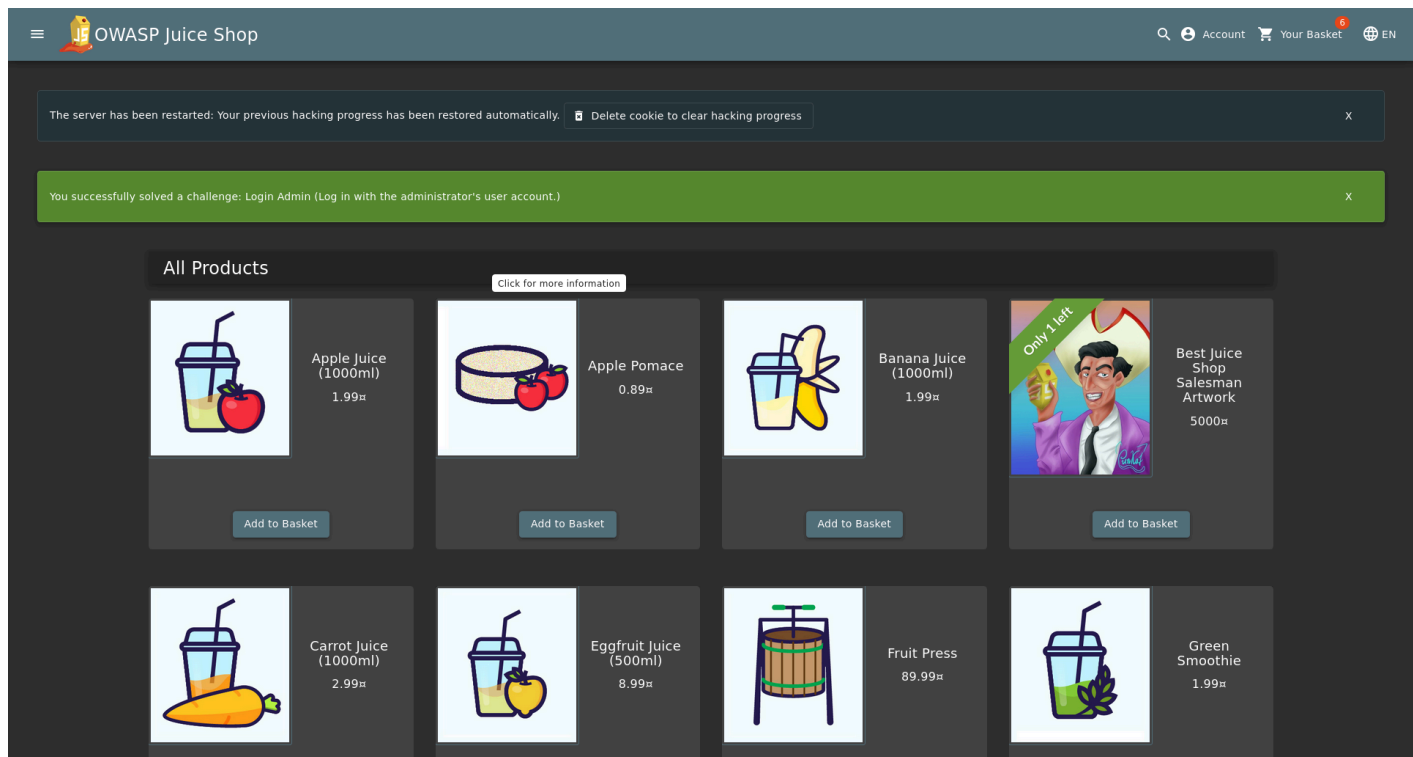 OWASP Juice Shop
Account
6
Your Basket
EN
The server has been restarted: Your previous hacking progress has been restored automatically.
Delete cookie to clear hacking progress
X
You successfully solved a challenge: Login Admin (Log in with the administrator's user account.)
X
All Products
Click for more information
Apple Juice
(1000ml)
1.99¤
Add to Basket
Apple Pomace
0.89¤
Add to Basket
Banana Juice
(1000ml)
1.99¤
Add to Basket
Only 1 left
Best Juice
Shop
Salesman
Artwork
5000¤
Add to Basket
Carrot Juice
(1000ml)
2.99¤
Eggfruit Juice
(500ml)
8.99¤
Fruit Press
89.99¤
Green
Smoothie
1.99¤